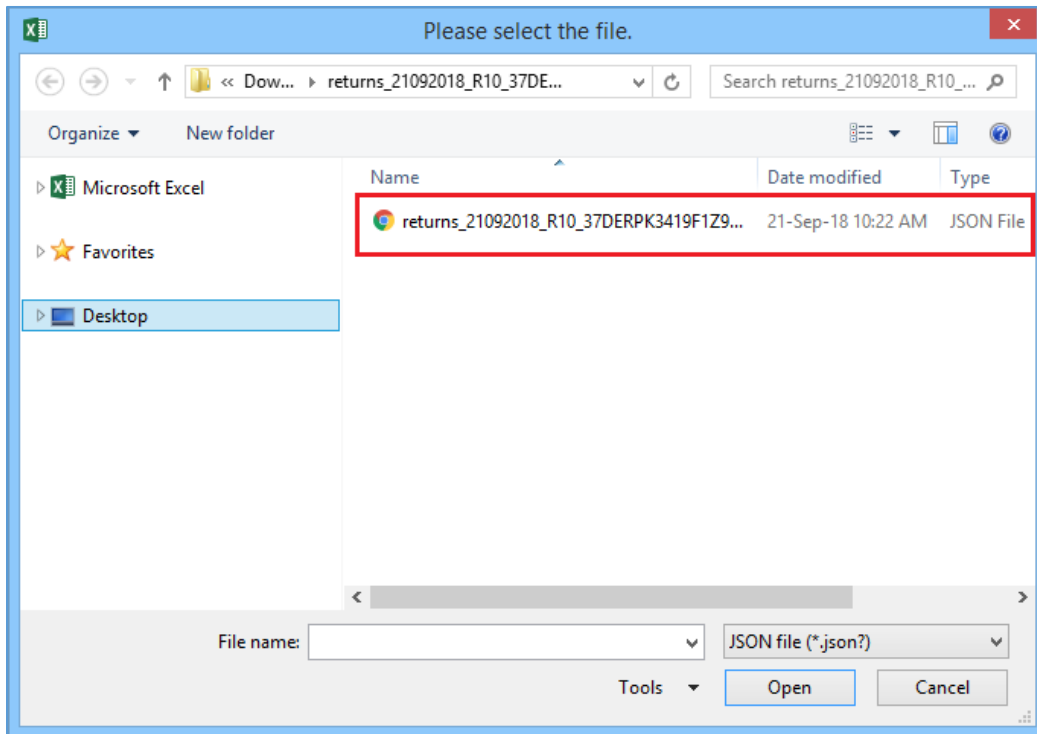 Please select the file.
« Dow... returns_21092018_R10_37DE... Search returns_21092018_R10_...
Organize New folder
Name Date modified Type
Microsoft Excel
returns_21092018_R10_37DERPK3419F1Z9... 21-Sep-18 10:22 AM JSON File
Favorites
Desktop
File name: JSON file (*.json?)
Tools Open Cancel